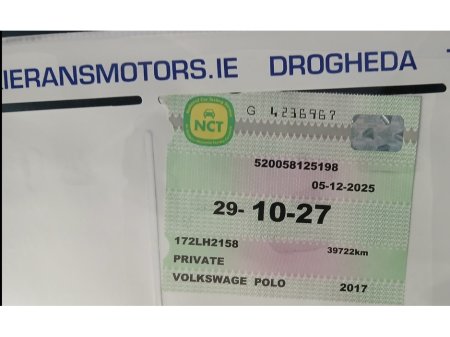 IERANSMOTORS.IE DROGHEDA
NCT
G 4236967
520058125198
05-12-2025
29-10-27
172LH2158
39722km
PRIVATE
VOLKSWAGE POLO 2017